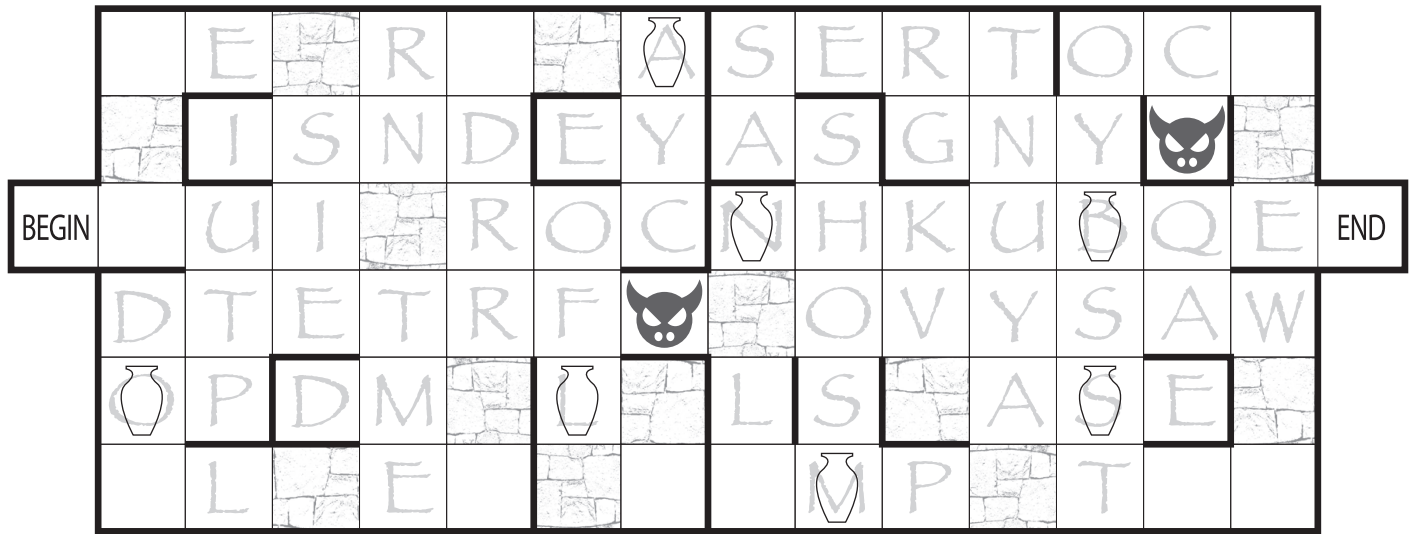 E R A S E R T O C
I S N D E Y A S G N Y
BEGIN U I R O C N H K U B Q E END
D T E T R F O V Y S A W
O P D M L L S A S E
L E M P T